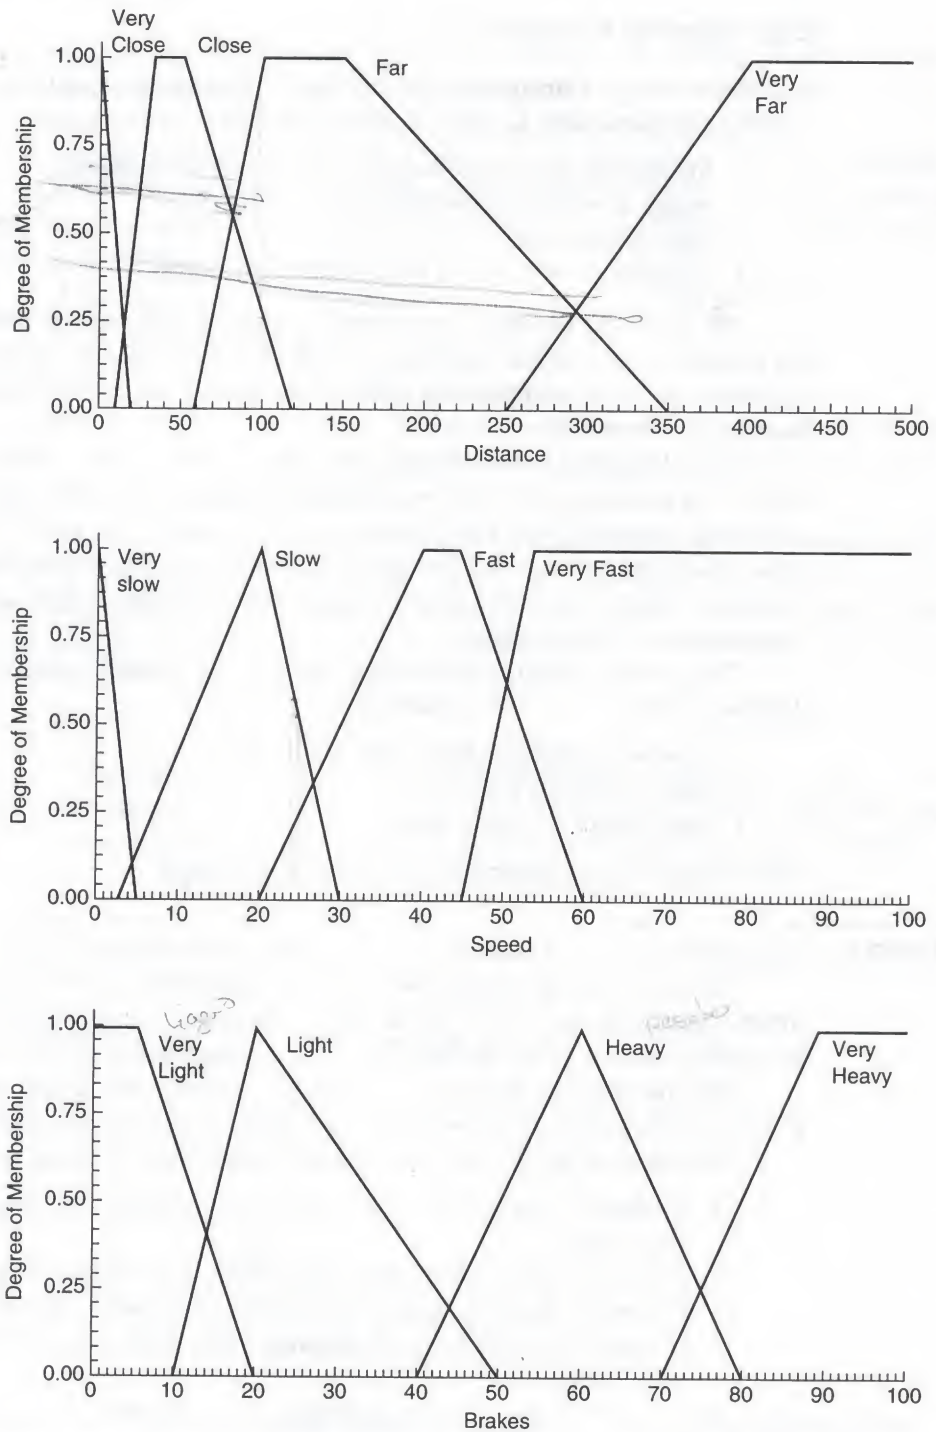 Very
Close
Close
Far
Very
Far
Degree of Membership
1.00
0.75
0.50
0.25
0.00
0 50 100 150 200 250 300 350 400 450 500
Distance
Very
slow
Slow
Fast
Very Fast
Degree of Membership
1.00
0.75
0.50
0.25
0.00
0 10 20 30 40 50 60 70 80 90 100
Speed
Very
Light
Light
Heavy
Very
Heavy
Degree of Membership
1.00
0.75
0.50
0.25
0.00
0 10 20 30 40 50 60 70 80 90 100
Brakes